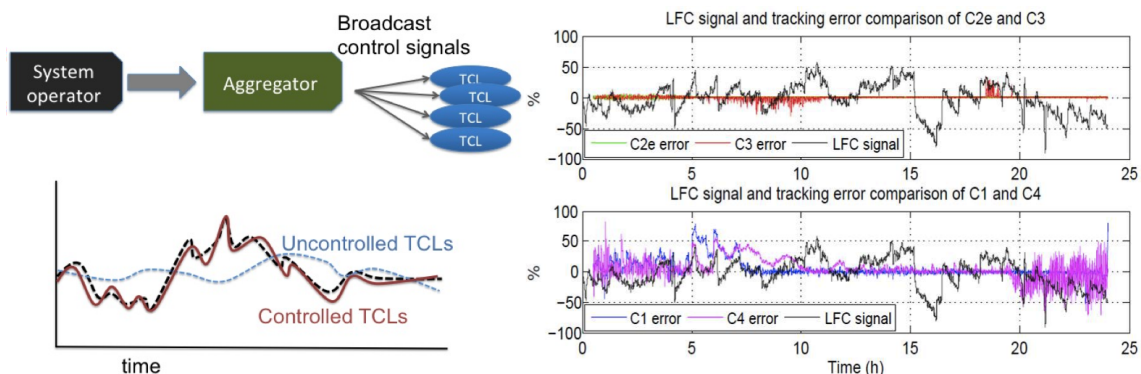 Broadcast
control signals
System
operator
Aggregator
TCL
TCL
TCL
TCL
Uncontrolled TCLs
Controlled TCLs
time
LFC signal and tracking error comparison of C2e and C3
%
100
50
0
−50
−100
C2e error
C3 error
LFC signal
0
5
10
15
20
25
LFC signal and tracking error comparison of C1 and C4
%
100
50
0
−50
−100
C1 error
C4 error
LFC signal
0
5
10
15
20
25
Time (h)